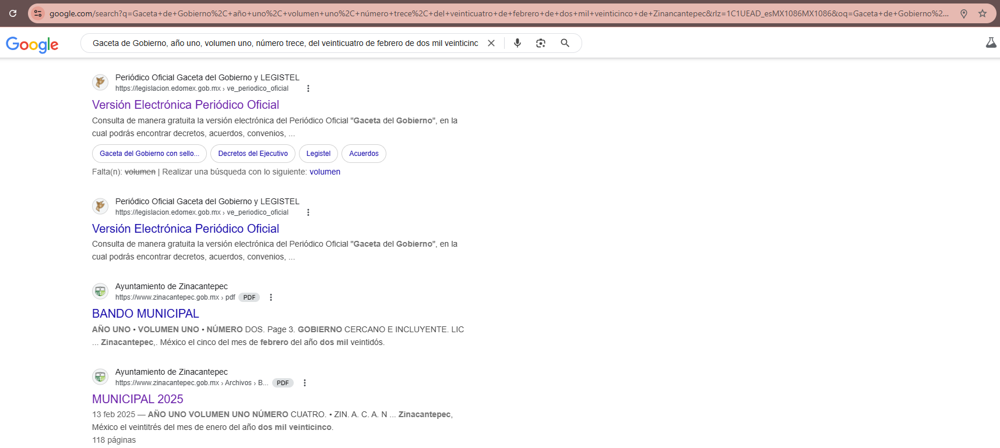 google.com/search?q=Gaceta+de+Gobierno%2C+año+uno%2C+volumen+uno%2C+número+trece%2C+del+veinticuatro+de+febrero+de+dos+mil+veinticinco+de+Zinancantepec&rlz=1C1UEAD_esMX1086MX1086&oq=Gaceta+de+Gobierno%2...
Google
Gaceta de Gobierno, año uno, volumen uno, número trece, del veinticuatro de febrero de dos mil veinticinc
Periódico Oficial Gaceta del Gobierno y LEGISTEL
https://legislacion.edomex.gob.mx › ve_periodico_oficial
Versión Electrónica Periódico Oficial
Consulta de manera gratuita la versión electrónica del Periódico Oficial "Gaceta del Gobierno", en la
cual podrás encontrar decretos, acuerdos, convenios, ...
Gaceta del Gobierno con sello...
Decretos del Ejecutivo
Legistel
Acuerdos
Falta(n): volumen | Realizar una búsqueda con lo siguiente: volumen
Periódico Oficial Gaceta del Gobierno y LEGISTEL
https://legislacion.edomex.gob.mx › ve_periodico_oficial
Versión Electrónica Periódico Oficial
Consulta de manera gratuita la versión electrónica del Periódico Oficial "Gaceta del Gobierno", en la
cual podrás encontrar decretos, acuerdos, convenios, ...
Ayuntamiento de Zinacantepec
https://www.zinacantepec.gob.mx › pdf PDF
BANDO MUNICIPAL
AÑO UNO • VOLUMEN UNO • NÚMERO DOS. Page 3. GOBIERNO CERCANO E INCLUYENTE. LIC
... Zinacantepec,. México el cinco del mes de febrero del año dos mil veintidós.
Ayuntamiento de Zinacantepec
https://www.zinacantepec.gob.mx › Archivos › B... PDF
MUNICIPAL 2025
13 feb 2025 — AÑO UNO VOLUMEN UNO NÚMERO CUATRO. • ZIN. A. C. A. N ... Zinacantepec,
México el veintitrés del mes de enero del año dos mil veinticinco.
118 páginas